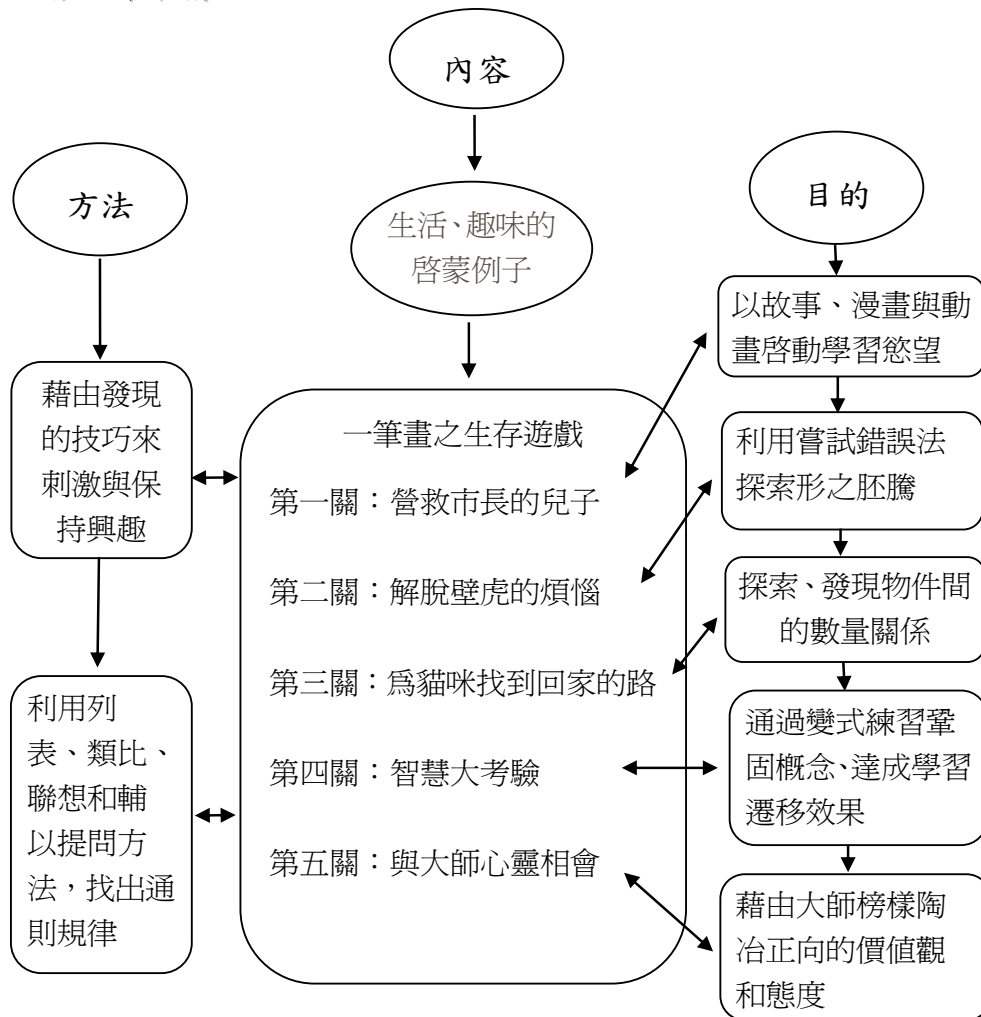 內容
方法
生活、趣味的
啓蒙例子
目的
藉由發現
的技巧來
刺激與保
持興趣
利用列
表、類比、
聯想和輔
以提問方
法，找出通
則規律
一筆畫之生存遊戲
第一關：營救市長的兒子
第二關：解脫壁虎的煩惱
第三關：爲貓咪找到回家的路
第四關：智慧大考驗
第五關：與大師心靈相會
以故事、漫畫與動
畫啓動學習慾望
利用嘗試錯誤法
探索形之胚騰
探索、發現物件間
的數量關係
通過變式練習鞏
固概念、達成學習
遷移效果
藉由大師榜樣陶
冶正向的價值觀
和態度